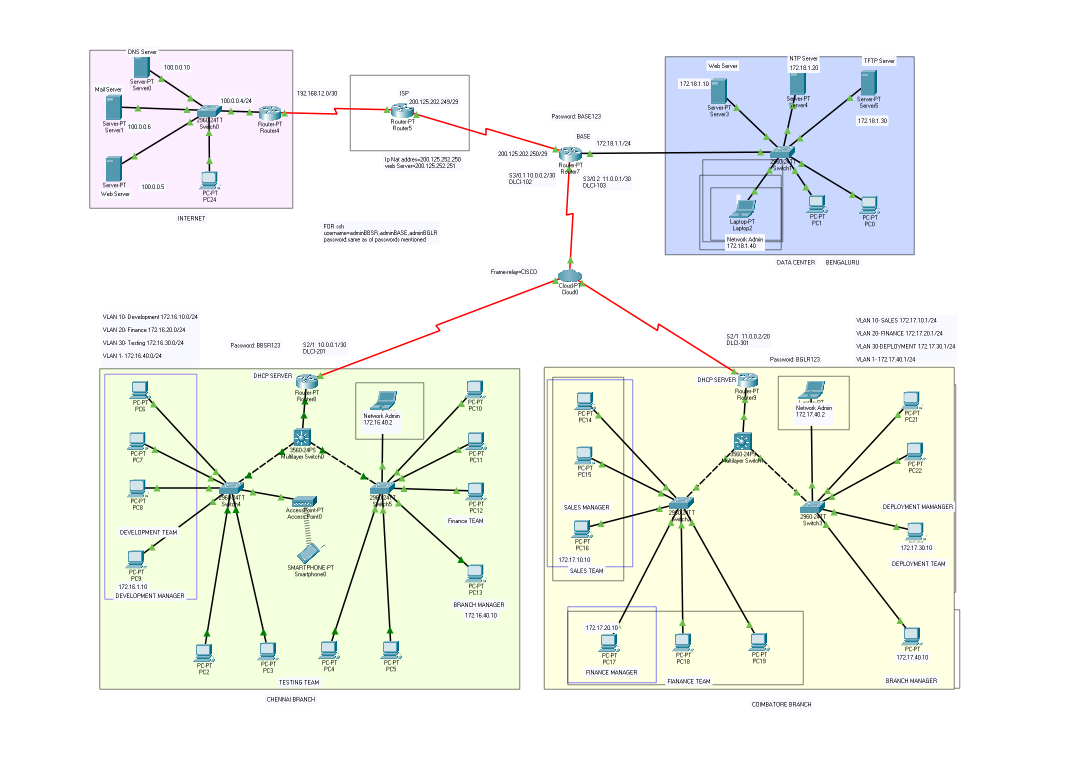 DNS Server
100.0.0.10
Server-PT
Server0
Mail Server
Server-PT
Server1
100.0.0.6
100.0.0.4/24
2960-24TT
Switch0
Router-PT
Router4
Server-PT
Web Server
100.0.0.5
PC-PT
PC24
INTERNET
192.168.12.0/30
ISP
200.125.202.249/29
Router-PT
Router5
Ip Nat addres=200.125.252.250
web Server=200.125.252.251
FOR ssh
username=adminBBSR,adminBASE,adminBGLR
password:same as of passwords mentioned
Password: BASE123
BASE
172.18.1.1/24
200.125.202.250/29
Router-PT
Router7
S3/0.1 10.0.0.2/30
DLCI-102
S3/0.2 11.0.0.1/30
DLCI-103
Web Server
172.18.1.10
Server-PT
Server3
NTP Server
172.18.1.20
Server-PT
Server4
TFTP Server
Server-PT
Server5
172.18.1.30
2960-24TT
Laptop-PT
Laptop2
Network Admin
172.18.1.40
PC-PT
PC1
PC-PT
PC0
DATA CENTER
BENGALURU
Frame-relay=CISCO
Cloud-PT
Cloud0
VLAN 10- Development 172.16.10.0/24
VLAN 20- Finance 172.16.20.0/24
VLAN 30- Testing 172.16.30.0/24
VLAN 1- 172.16.40.0/24
Password: BBSR123
S2/1 10.0.0.1/30
DLCI-201
DHCP SERVER
Router-PT
Router8
3560-24PS
Multilayer Switch0
PC-PT
PC6
PC-PT
PC7
PC-PT
PC8
DEVELOPMENT TEAM
PC-PT
PC9
172.16.1.10
DEVELOPMENT MANAGER
2960-24TT
Switch4
AccessPoint-PT
Access Point0
SMARTPHONE-PT
Smartphone0
Network Admin
172.16.40.2
2960-24TT
Switch5
PC-PT
PC10
PC-PT
PC11
PC-PT
PC12
Finance TEAM
PC-PT
PC13
BRANCH MANAGER
172.16.40.10
PC-PT
PC2
PC-PT
PC3
PC-PT
PC4
PC-PT
PC5
TESTING TEAM
CHENNAI BRANCH
S2/1 11.0.0.2/20
DLCI-301
Password: BGLR123
VLAN 10- SALES 172.17.10.1/24
VLAN 20-FINANCE 172.17.20.1/24
VLAN 30-DEPLOYMENT 172.17.30.1/24
VLAN 1- 172.17.40.1/24
DHCP SERVER
Router-PT
Router9
3560-24PS
Multilayer Switch1
PC-PT
PC14
PC-PT
PC15
SALES MANAGER
PC-PT
PC16
172.17.10.10
SALES TEAM
2960-24TT
Network Admin
172.17.40.2
2960-24TT
Switch3
PC-PT
PC21
PC-PT
PC22
DEPLOYMENT MAMANGER
PC-PT
172.17.30.10
DEPLOYMENT TEAM
172.17.20.10
PC-PT
PC17
FINANCE MANAGER
PC-PT
PC18
PC-PT
PC19
FIANANCE TEAM
PC-PT
172.17.40.10
BRANCH MANAGER
COIMBATORE BRANCH